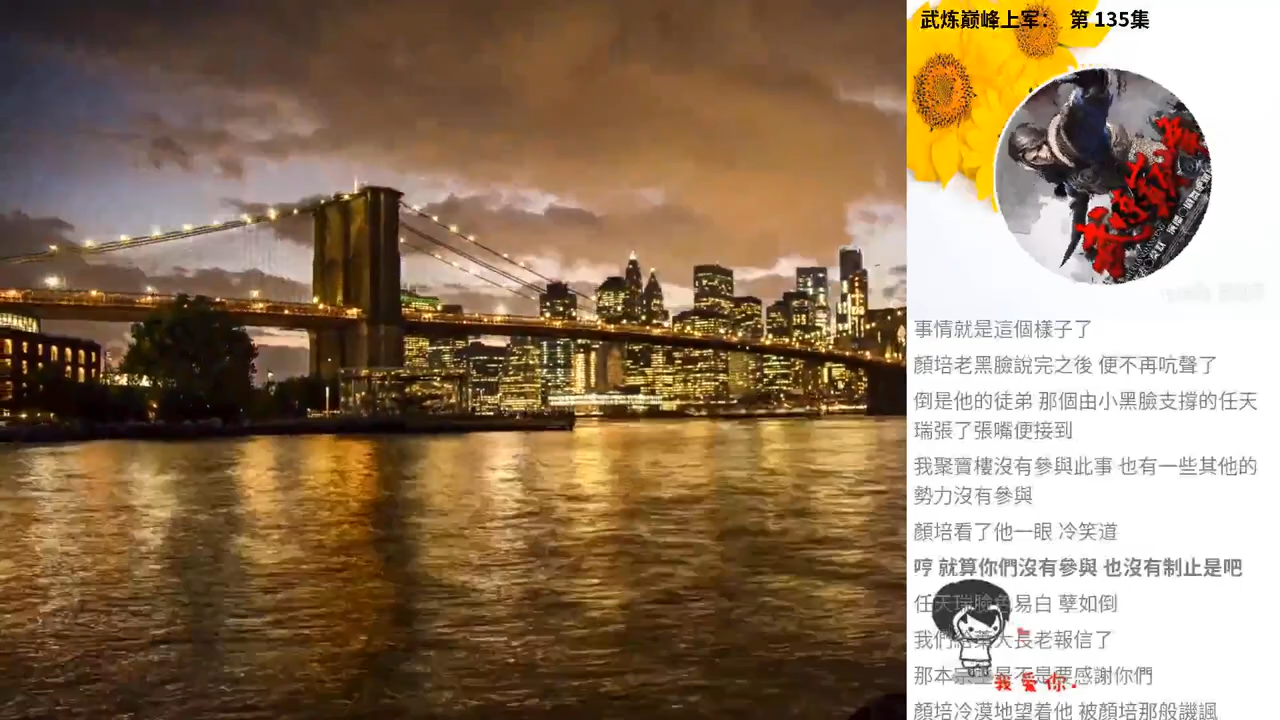 武炼巅峰上军： 第 135集
事情就是這個樣子了
顏培老黑臉說完之後 便不再吭聲了
倒是他的徒弟 那個由小黑臉支撐的任天
瑞張了張嘴便接到
我聚寶樓沒有參與此事 也有一些其他的
勢力沒有參與
顏培看了他一眼 冷笑道
哼 就算你們沒有參與 也沒有制止是吧
任天瑞臉色易白 孽如倒
我們給葉大長老報信了
那本宗主是不是要感謝你們
我 爱 你.
顏培冷漠地望着他 被顏培那般譏諷